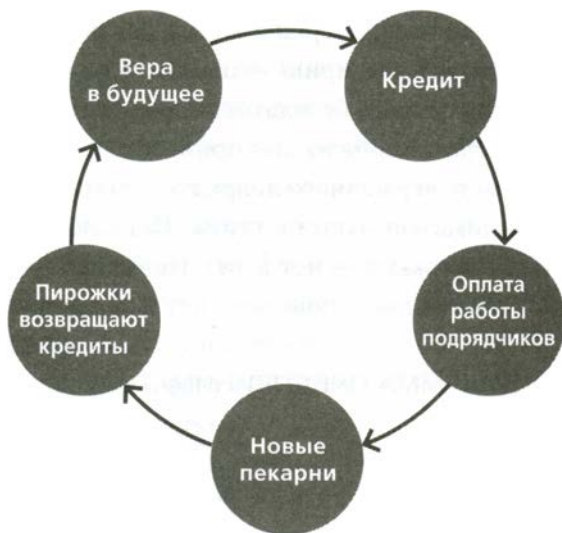 Вера
в будущее
Кредит
Оплата
работы
подрядчиков
Новые
пекарни
Пирожки
возвращают
кредиты